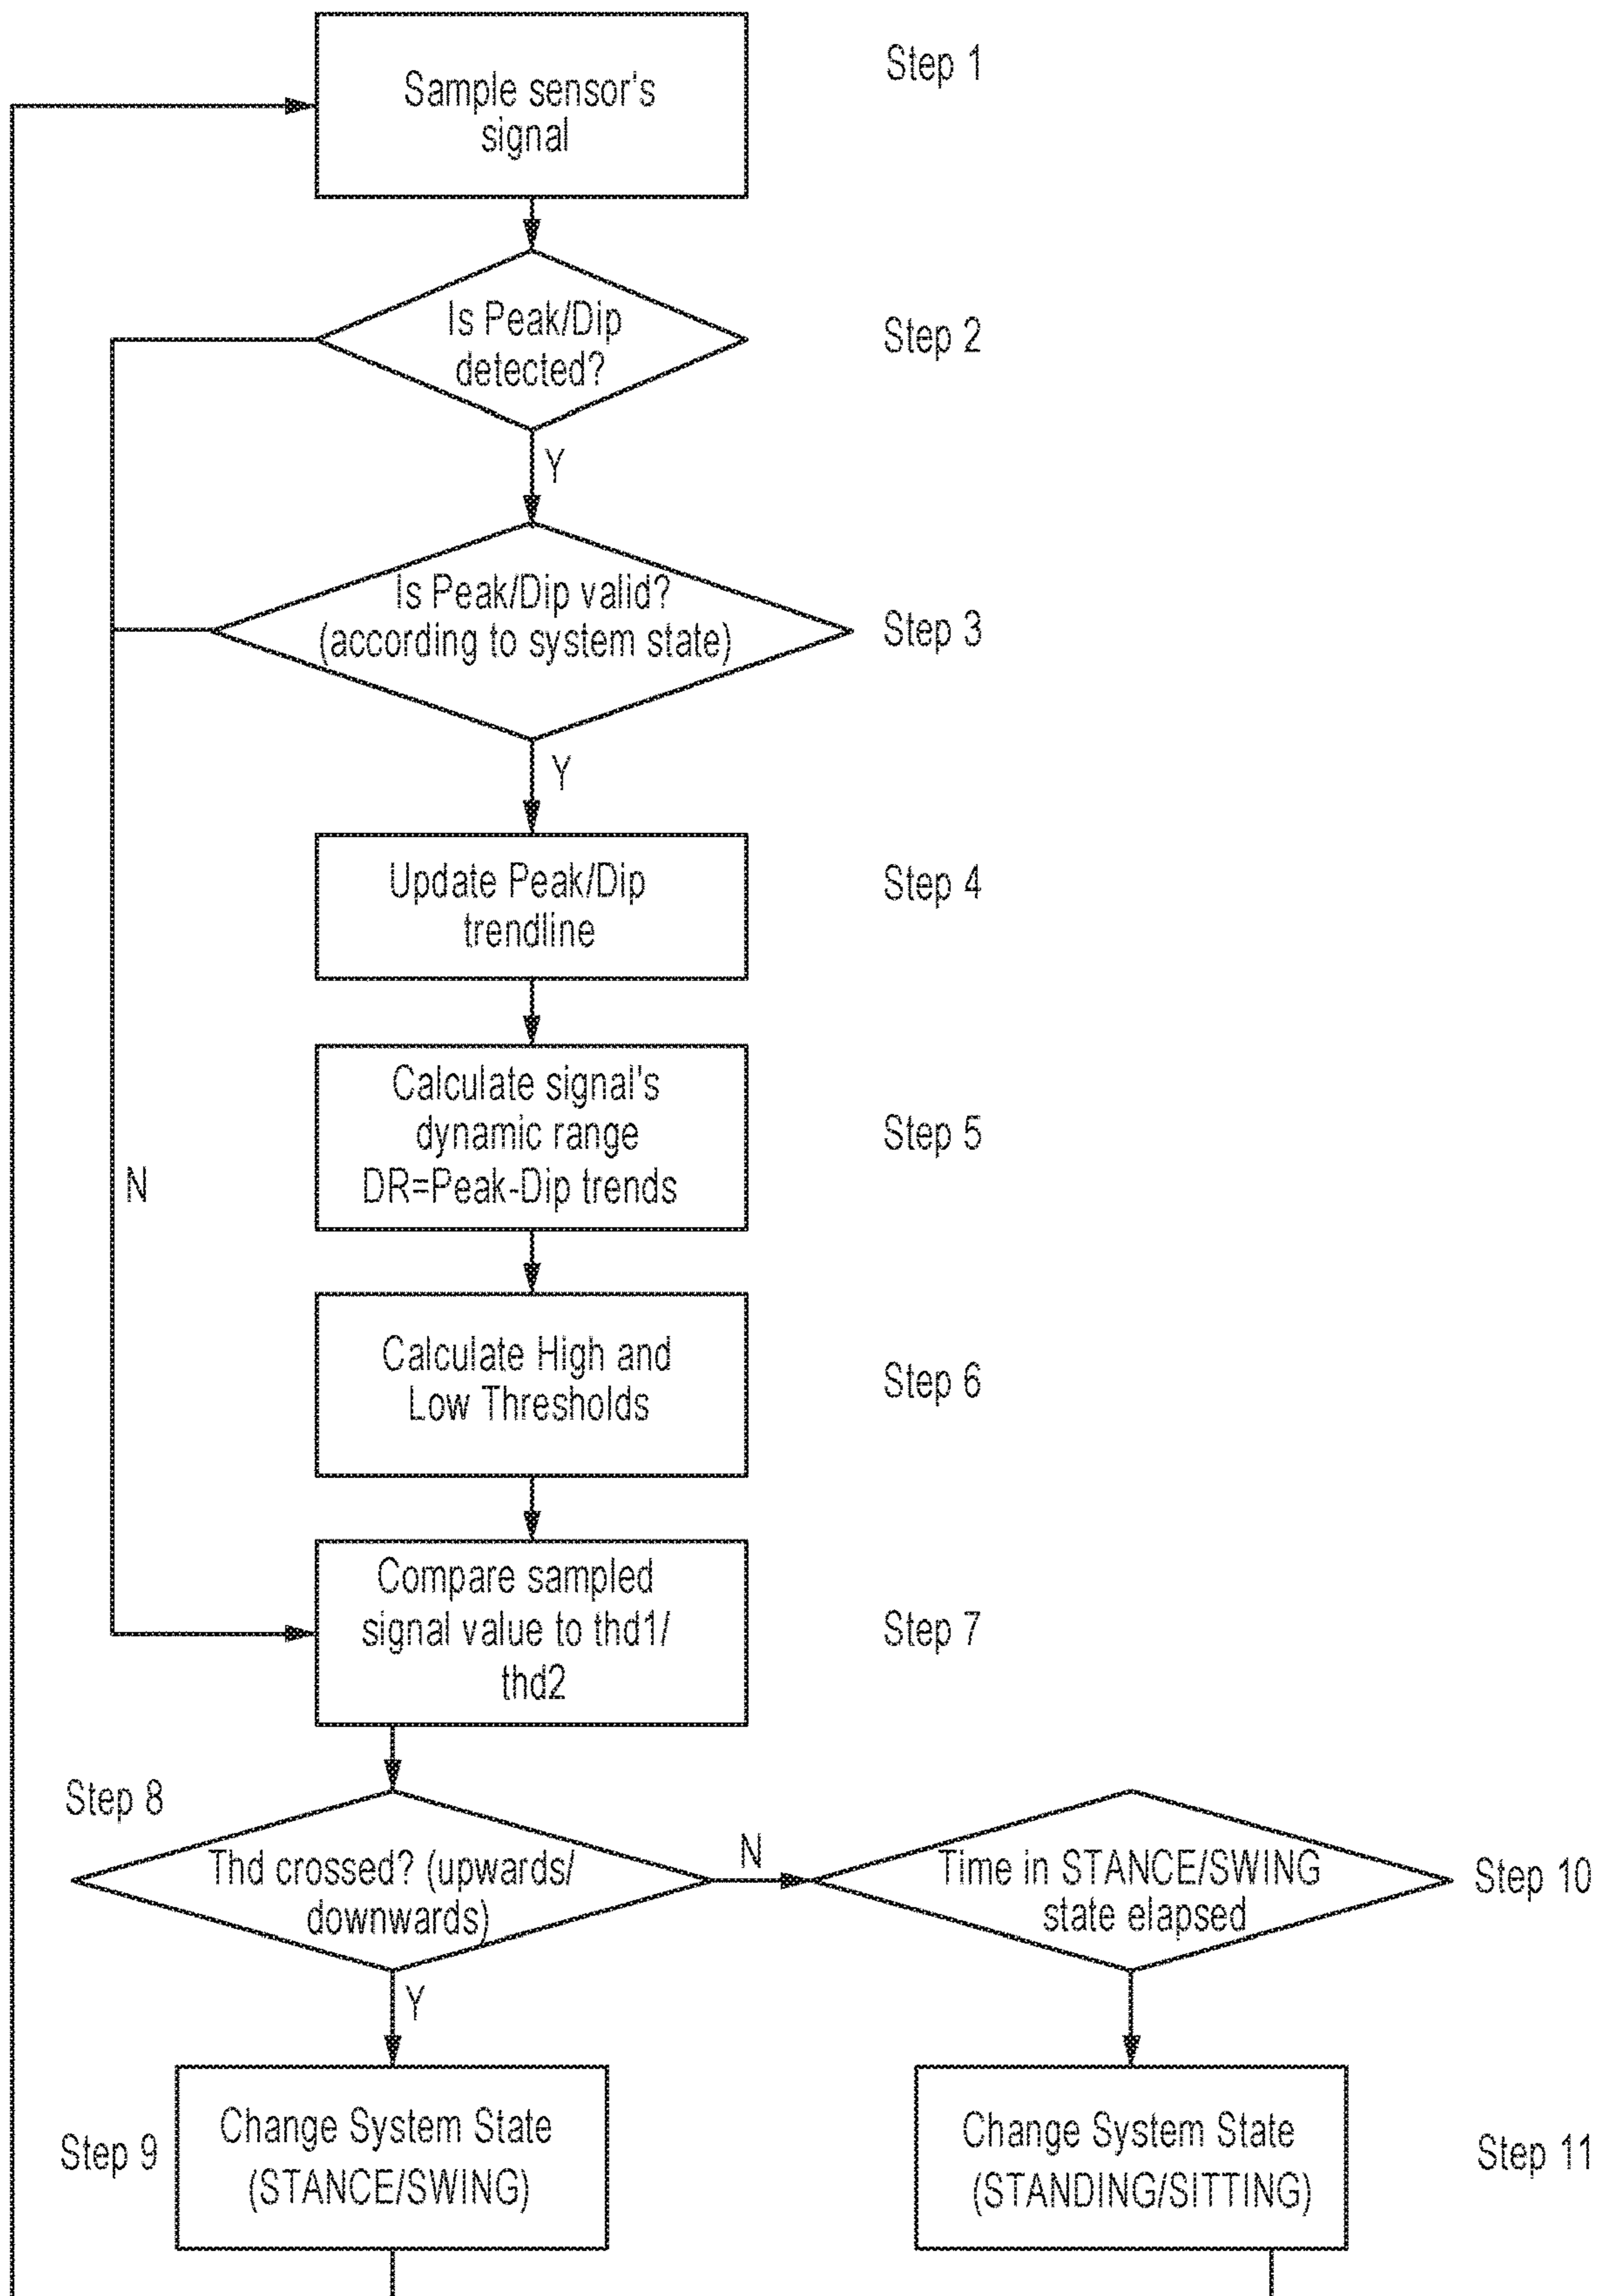 Sample sensor's
signal
Step 1
Is Peak/Dip
detected?
Step 2
Y
Is Peak/Dip valid?
(according to system state)
Step 3
Y
Update Peak/Dip
trendline
Step 4
Calculate signal's
dynamic range
DR=Peak-Dip trends
Step 5
N
Calculate High and
Low Thresholds
Step 6
Compare sampled
signal value to thd1/
thd2
Step 7
Step 8
Thd crossed? (upwards/
downwards)
N
Time in STANCE/SWING
state elapsed
Step 10
Y
Step 9
Change System State
(STANCE/SWING)
Change System State
(STANDING/SITTING)
Step 11